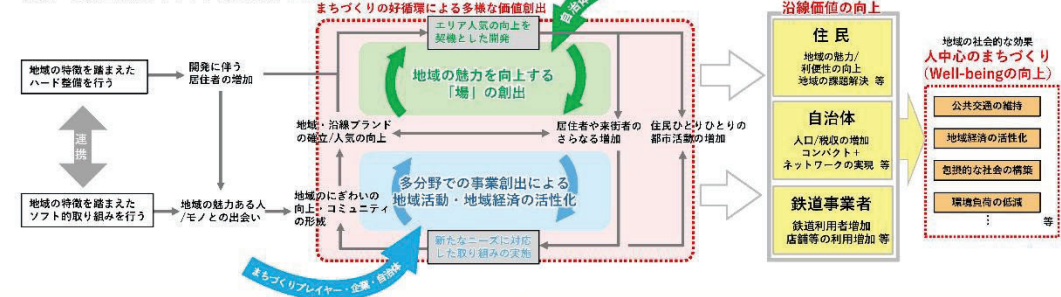 まちづくりの好循環による多様な価値創出
自治体
沿線価値の向上
エリア人気の向上を
契機とした開発
地域の特徴を踏まえた
ハード整備を行う
開発に伴う
居住者の増加
地域の魅力を向上する
「場」の創出
連携
地域・沿線ブランド
の確立/人気の向上
居住者や来街者の
さらなる増加
住民ひとりひとりの
都市活動の増加
多分野での事業創出による
地域活動・地域経済の活性化
地域の特徴を踏まえた
ソフト的取り組みを行う
地域の魅力ある人
/モノとの出会い
地域のにぎわいの
向上・コミュニティ
の形成
新たなニーズに対応
した取り組みの実施
まちづくりプレイヤー・企業・自治体
住民
地域の魅力/
利便性の向上
地域の課題解決 等
自治体
人口/税収の増加
コンパクト+
ネットワークの実現 等
鉄道事業者
鉄道利用者増加
店舗等の利用増加 等
地域の社会的な効果
人中心のまちづくり
(Well-beingの向上)
公共交通の維持
地域経済の活性化
包摂的な社会の構築
環境負荷の低減
⋮
等